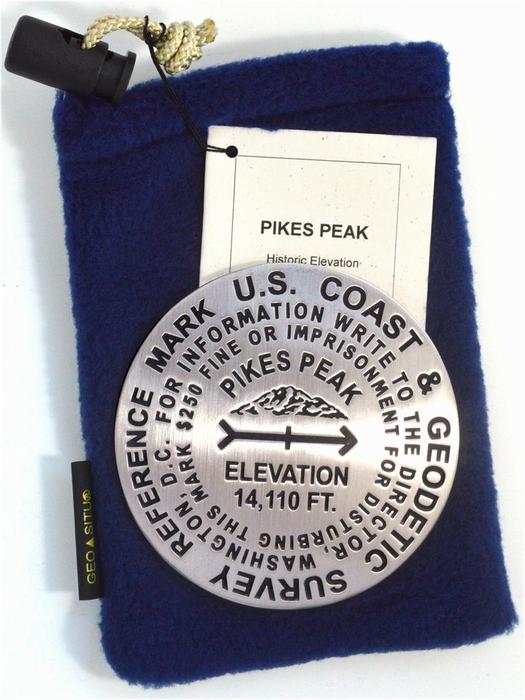 PIKES PEAK
Historic Elevation
U.S. COAST & GEODETIC SURVEY REFERENCE MARK
FOR INFORMATION WRITE TO THE DIRECTOR, WASHINGTON, D.C.
$250 FINE OR IMPRISONMENT FOR DISTURBING THIS MARK
PIKES PEAK
ELEVATION
14,110 FT.
GEO▲SITU®